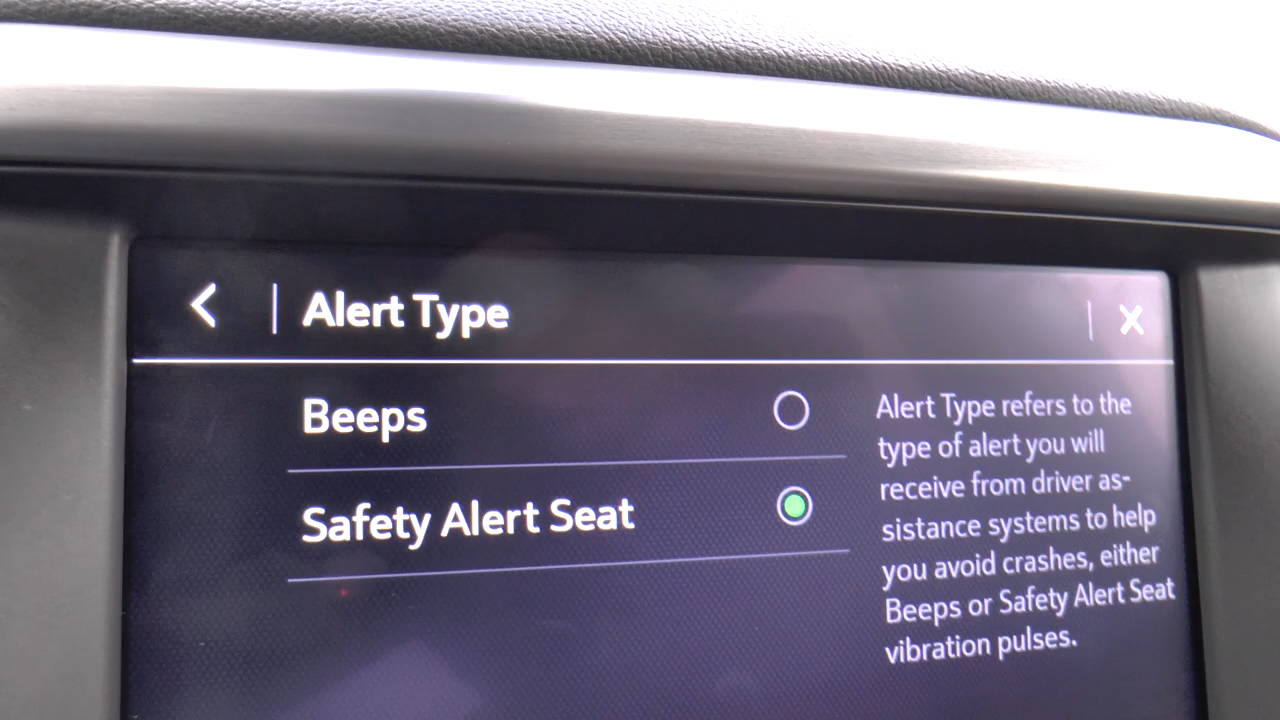 Alert Type
X
Beeps
Safety Alert Seat
Alert Type refers to the
type of alert you will
receive from driver as-
sistance systems to help
you avoid crashes, either
Beeps or Safety Alert Seat
vibration pulses.